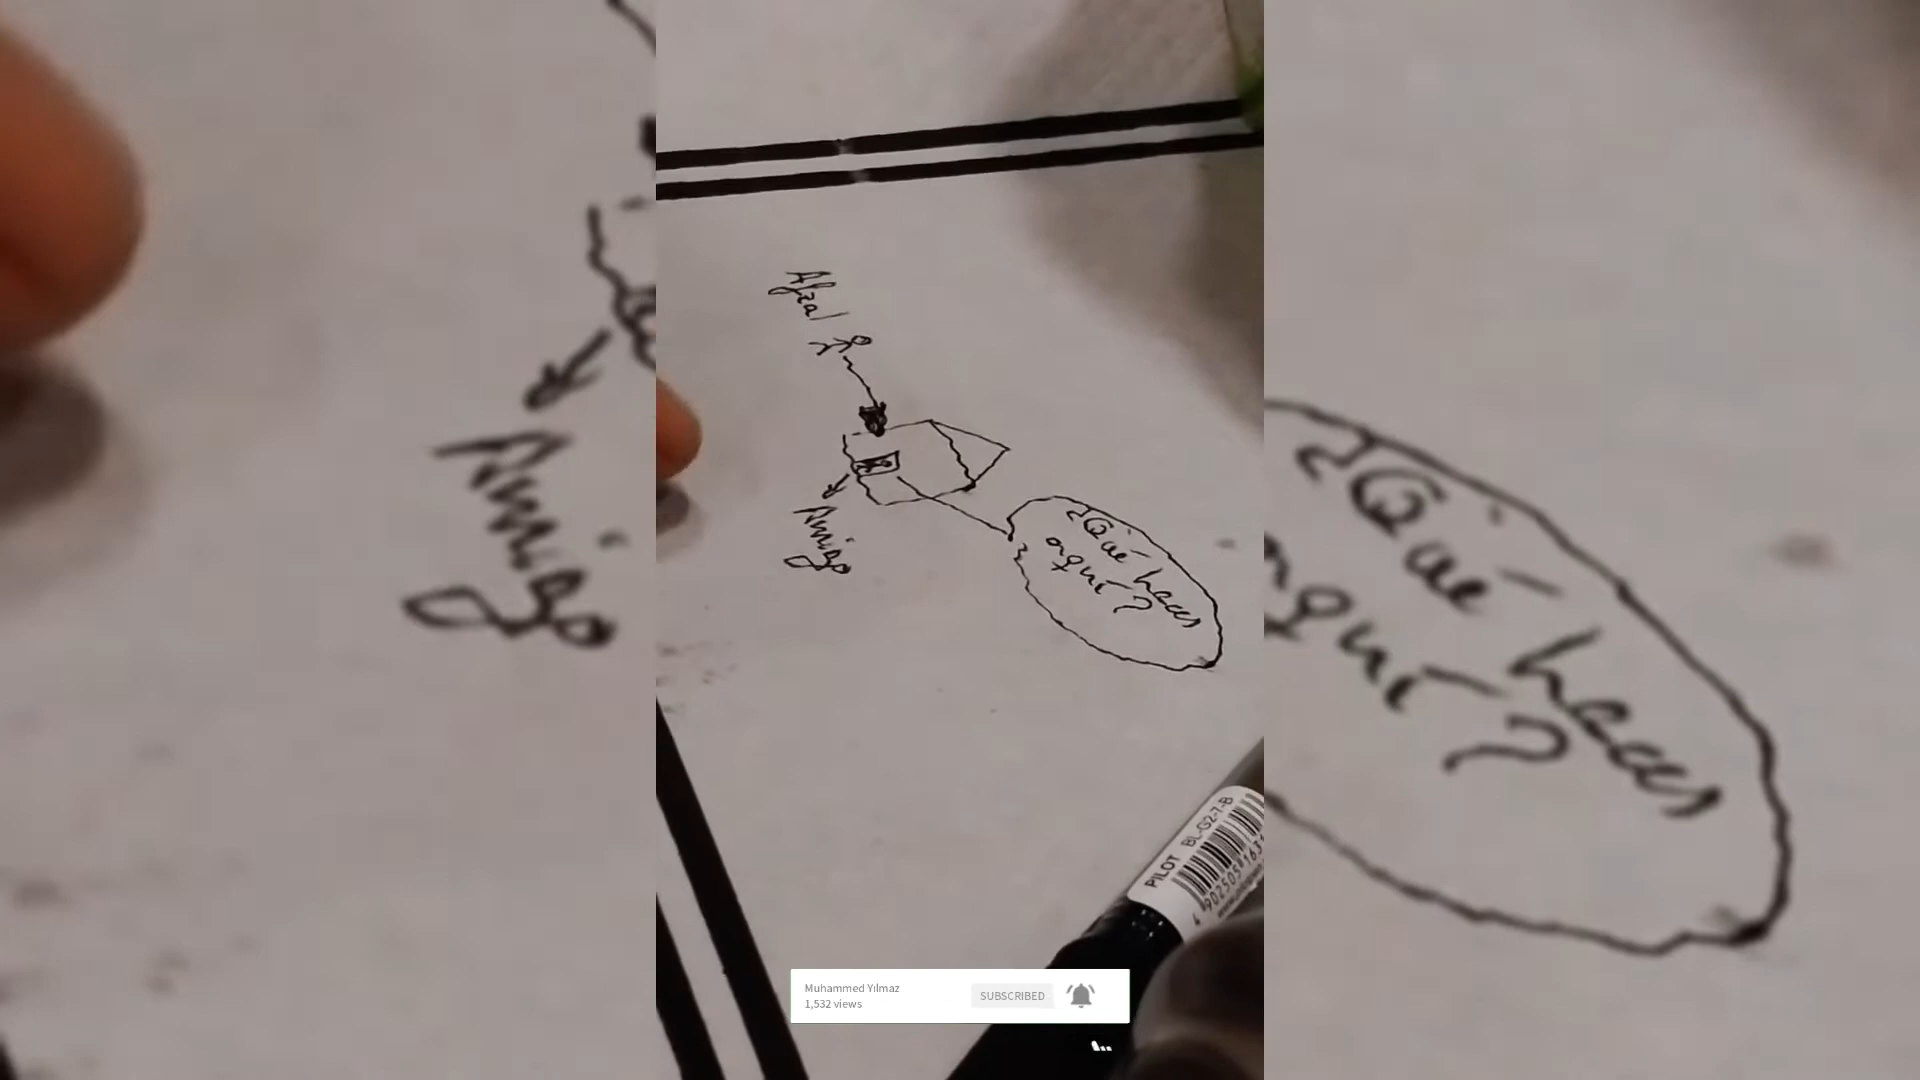 Afzal
Amigo
¿Qué haces
aquí?
PILOT BL-G2-7-B
Muhammed Yılmaz
1,532 views
SUBSCRIBED